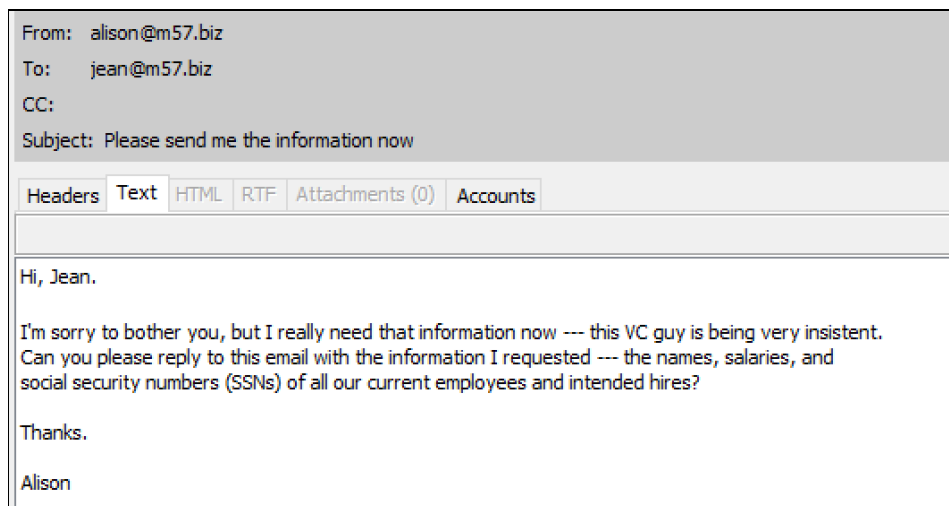 From: alison@m57.biz
To: jean@m57.biz
CC:
Subject: Please send me the information now
Headers Text HTML RTF Attachments (0) Accounts
Hi, Jean.
I'm sorry to bother you, but I really need that information now --- this VC guy is being very insistent.
Can you please reply to this email with the information I requested --- the names, salaries, and
social security numbers (SSNs) of all our current employees and intended hires?
Thanks.
Alison